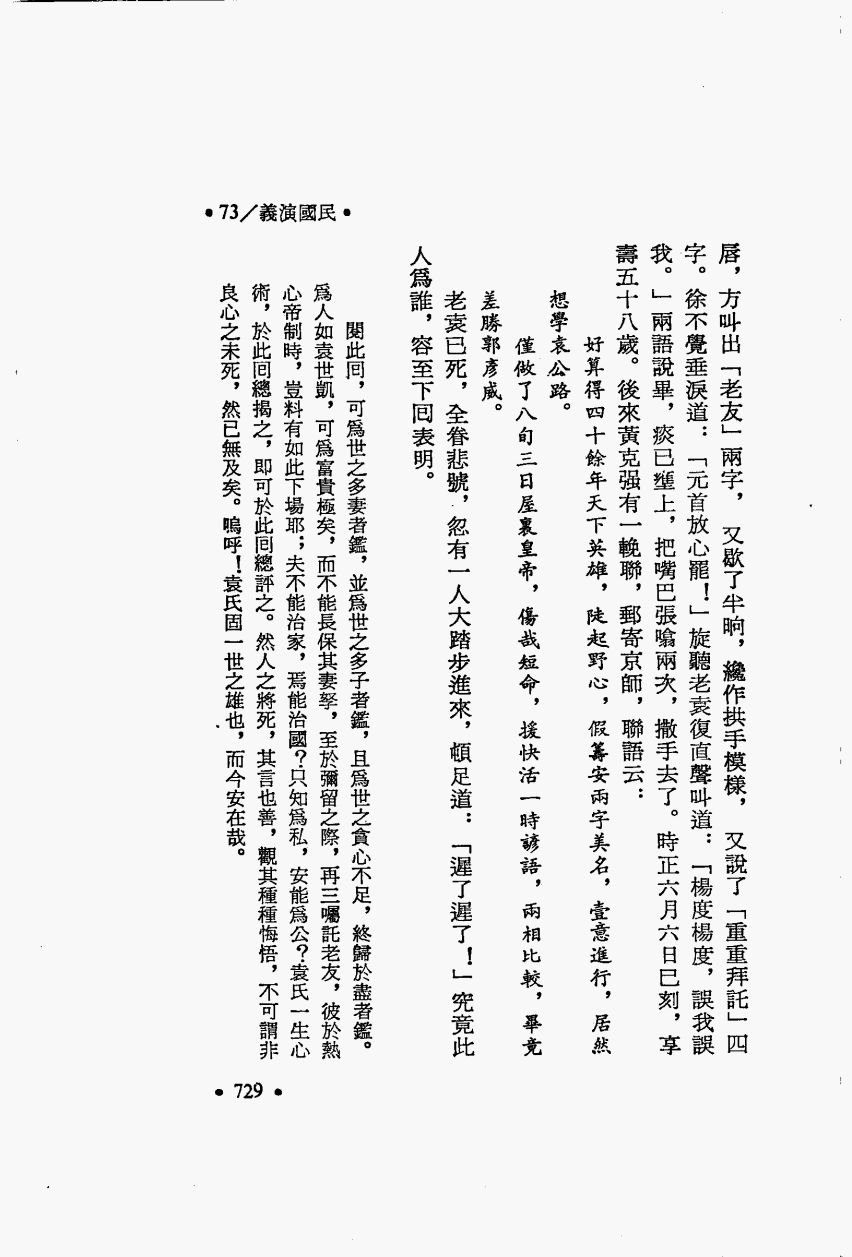 •73／義演國民•
唇，方叫出「老友」兩字，又歇了半晌，纔作拱手模樣，又說了「重重拜託」四
字。徐不覺垂淚道：「元首放心罷！」旋聽老袁復直聲叫道：「楊度楊度，誤我誤
我。」兩語說畢，痰已壅上，把嘴巴張噏兩次，撒手去了。時正六月六日巳刻，享
壽五十八歲。後來黃克强有一輓聯，郵寄京師，聯語云：
好算得四十餘年天下英雄，陡起野心，假籌安兩字美名，壹意進行，居然
想學袁公路。
僅做了八旬三日屋裏皇帝，傷哉短命，援快活一時諺語，兩相比較，畢竟
差勝郭彥威。
老袁已死，全眷悲號，忽有一人大踏步進來，頓足道：「遲了遲了！」究竟此
人爲誰，容至下囘表明。
閱此囘，可爲世之多妻者鑑，並爲世之多子者鑑，且爲世之貪心不足，終歸於盡者鑑。
爲人如袁世凱，可爲富貴極矣，而不能長保其妻孥，至於彌留之際，再三囑託老友，彼於熱
心帝制時，豈料有如此下場耶；夫不能治家，焉能治國？只知爲私，安能爲公？袁氏一生心
術，於此囘總揭之，即可於此囘總評之。然人之將死，其言也善，觀其種種悔悟，不可謂非
良心之未死，然已無及矣。嗚呼！袁氏固一世之雄也，而今安在哉。
•729•